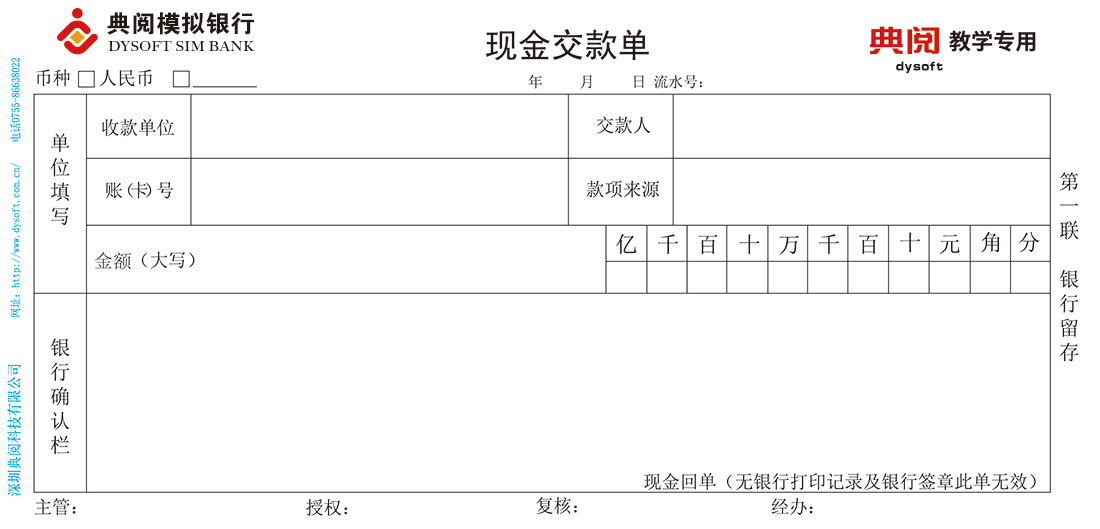 典阅模拟银行
DYSOFT SIM BANK
现金交款单
典阅 教学专用
dysoft
币种 □人民币 □________
年 月 日 流水号：
单位填写
收款单位
交款人
账(卡)号
款项来源
金额（大写）
亿 千 百 十 万 千 百 十 元 角 分
银行确认栏
现金回单（无银行打印记录及银行签章此单无效）
主管： 授权： 复核： 经办：
第一联 银行留存
深圳典阅科技有限公司 网址：http://www.dysoft.com.cn/ 电话0755-86638022